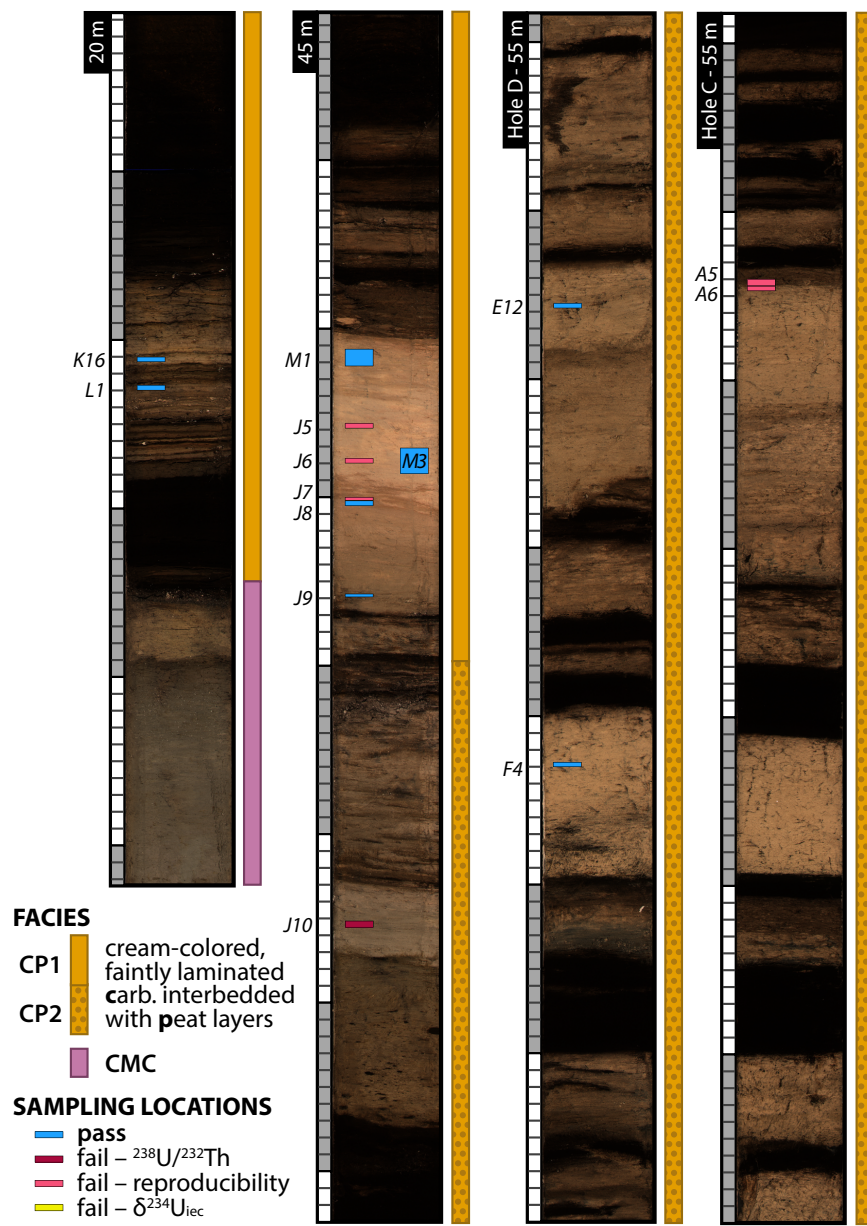 20 m
45 m
Hole D - 55 m
Hole C - 55 m
K16
L1
M1
J5
J6
M3
J7
J8
J9
J10
E12
F4
A5
A6
FACIES
CP1
CP2
cream-colored,
faintly laminated
carb. interbedded
with peat layers
CMC
SAMPLING LOCATIONS
pass
fail – ²³⁸U/²³²Th
fail – reproducibility
fail – δ²³⁴Uiec